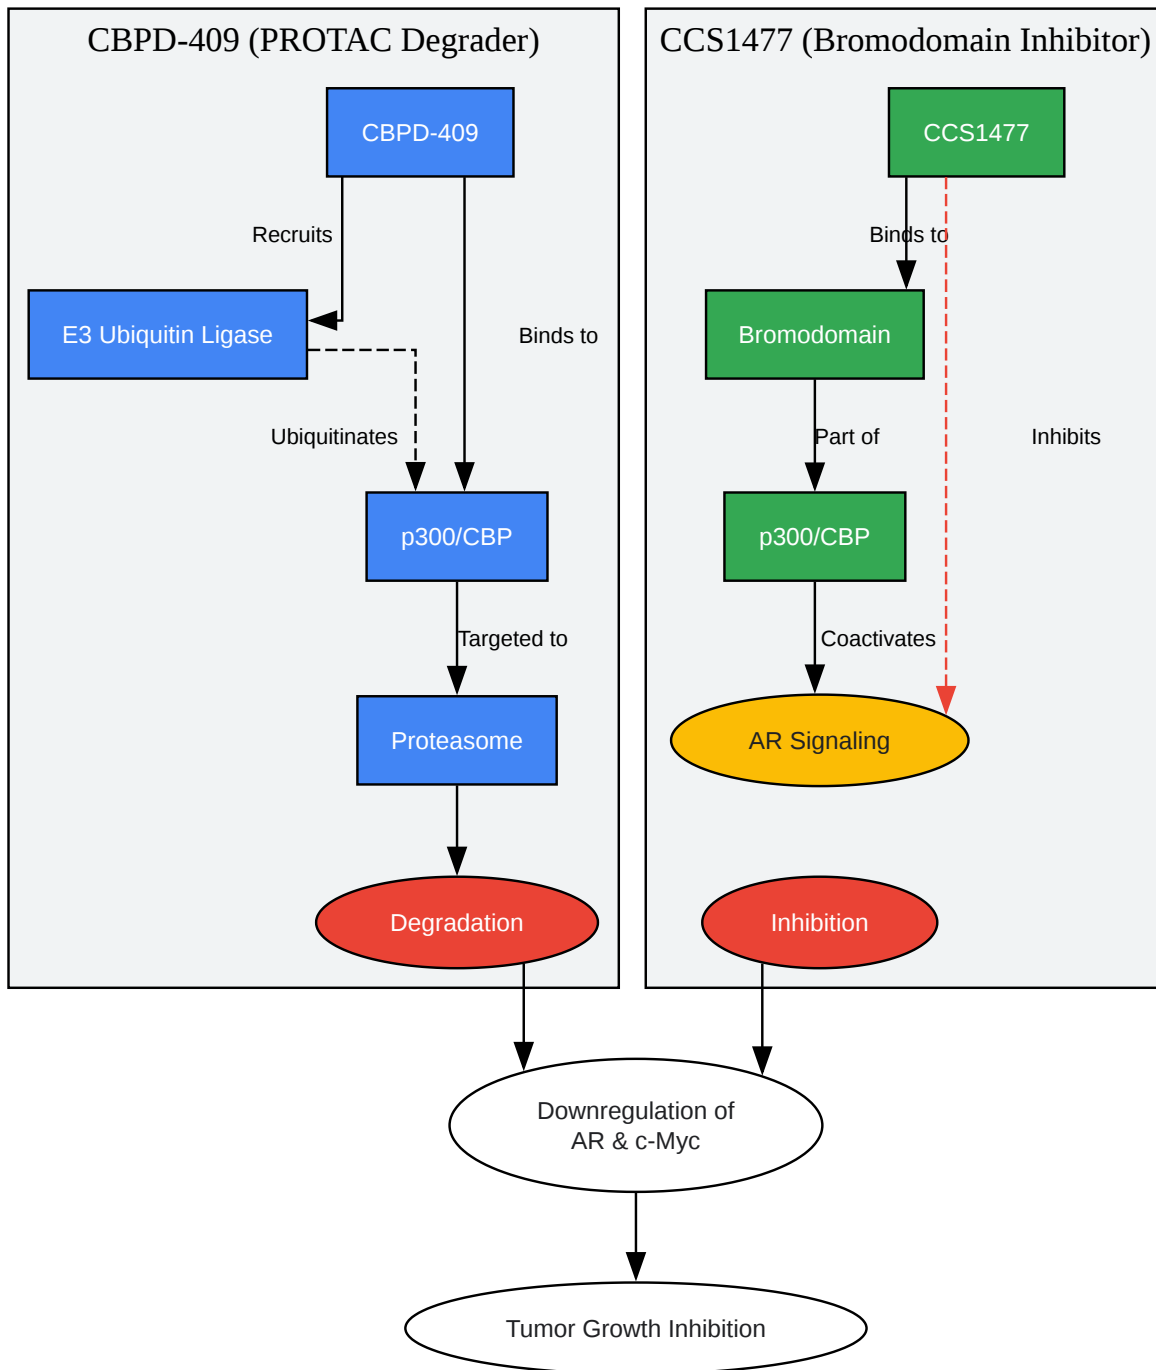 CBPD-409 (PROTAC Degrader)
CBPD-409
Recruits
E3 Ubiquitin Ligase
Binds to
Ubiquitinates
p300/CBP
Targeted to
Proteasome
Degradation
CCS1477 (Bromodomain Inhibitor)
CCS1477
Binds to
Bromodomain
Part of
Inhibits
p300/CBP
Coactivates
AR Signaling
Inhibition
Downregulation of
AR & c-Myc
Tumor Growth Inhibition